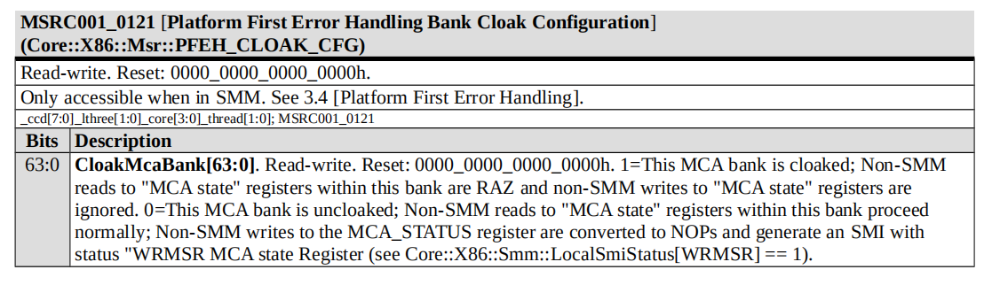 MSRC001_0121 [Platform First Error Handling Bank Cloak Configuration]
(Core::X86::Msr::PFEH_CLOAK_CFG)
Read-write. Reset: 0000_0000_0000_0000h.
Only accessible when in SMM. See 3.4 [Platform First Error Handling].
_ccd[7:0]_lthree[1:0]_core[3:0]_thread[1:0]; MSRC001_0121
Bits Description
63:0 CloakMcaBank[63:0]. Read-write. Reset: 0000_0000_0000_0000h. 1=This MCA bank is cloaked; Non-SMM
reads to "MCA state" registers within this bank are RAZ and non-SMM writes to "MCA state" registers are
ignored. 0=This MCA bank is uncloaked; Non-SMM reads to "MCA state" registers within this bank proceed
normally; Non-SMM writes to the MCA_STATUS register are converted to NOPs and generate an SMI with
status "WRMSR MCA state Register (see Core::X86::Smm::LocalSmiStatus[WRMSR] == 1).